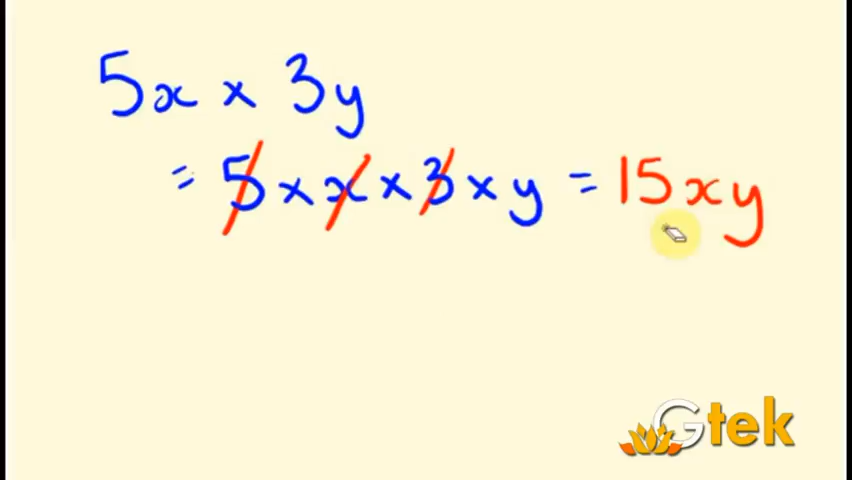 5x × 3y
= 5 × x × 3 × y = 15xy
Gtek